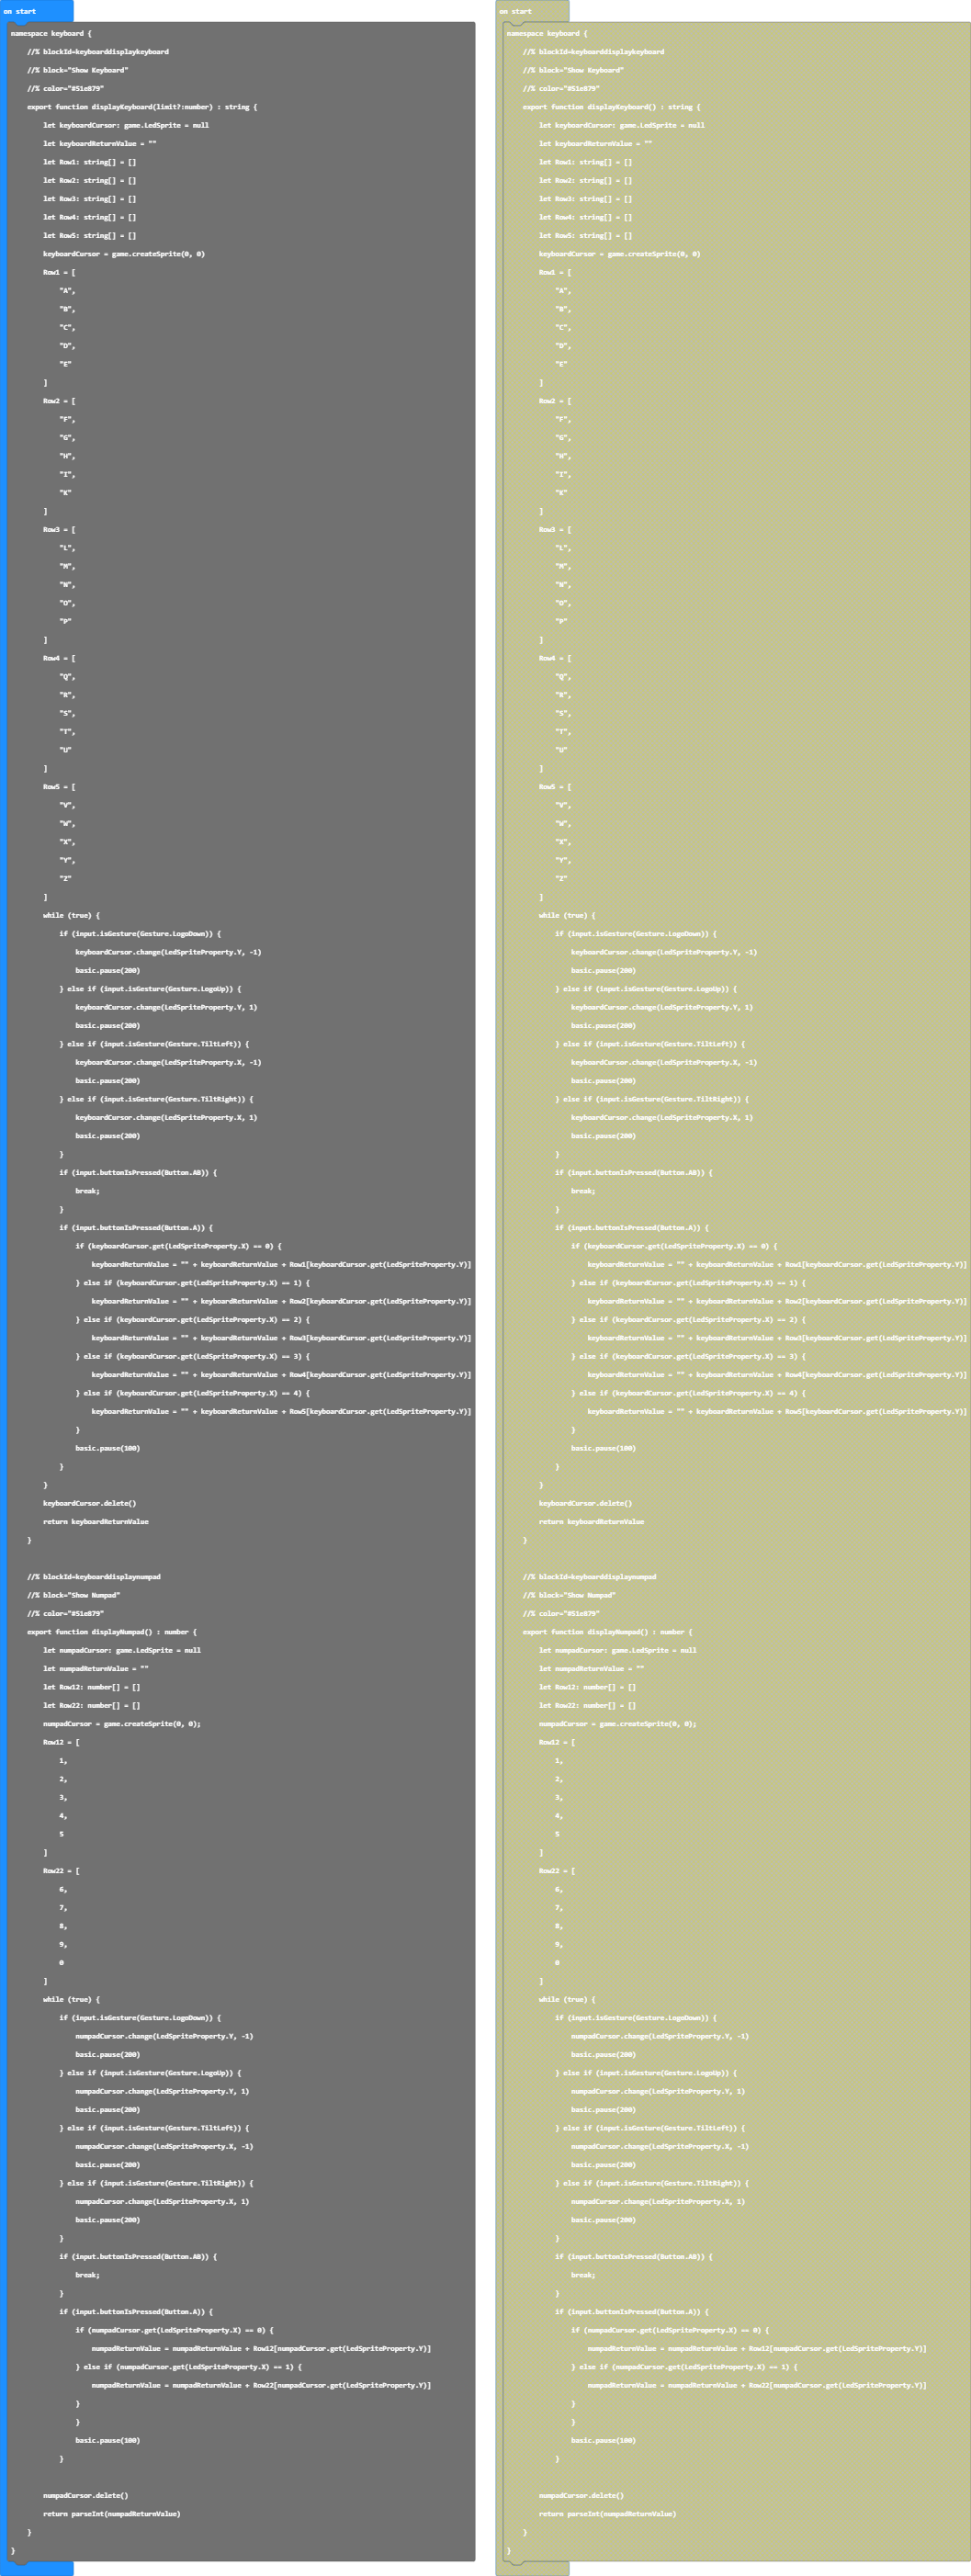 on start
namespace keyboard {
//% blockId=keyboarddisplaykeyboard
//% block="Show Keyboard"
//% color="#51e879"
export function displayKeyboard(limit?:number) : string {
let keyboardCursor: game.LedSprite = null
let keyboardReturnValue = ""
let Row1: string[] = []
let Row2: string[] = []
let Row3: string[] = []
let Row4: string[] = []
let Row5: string[] = []
keyboardCursor = game.createSprite(0, 0)
Row1 = [
"A",
"B",
"C",
"D",
"E"
]
Row2 = [
"F",
"G",
"H",
"I",
"K"
]
Row3 = [
"L",
"M",
"N",
"O",
"P"
]
Row4 = [
"Q",
"R",
"S",
"T",
"U"
]
Row5 = [
"V",
"W",
"X",
"Y",
"Z"
]
while (true) {
if (input.isGesture(Gesture.LogoDown)) {
keyboardCursor.change(LedSpriteProperty.Y, -1)
basic.pause(200)
} else if (input.isGesture(Gesture.LogoUp)) {
keyboardCursor.change(LedSpriteProperty.Y, 1)
basic.pause(200)
} else if (input.isGesture(Gesture.TiltLeft)) {
keyboardCursor.change(LedSpriteProperty.X, -1)
basic.pause(200)
} else if (input.isGesture(Gesture.TiltRight)) {
keyboardCursor.change(LedSpriteProperty.X, 1)
basic.pause(200)
}
if (input.buttonIsPressed(Button.AB)) {
break;
}
if (input.buttonIsPressed(Button.A)) {
if (keyboardCursor.get(LedSpriteProperty.X) == 0) {
keyboardReturnValue = "" + keyboardReturnValue + Row1[keyboardCursor.get(LedSpriteProperty.Y)]
} else if (keyboardCursor.get(LedSpriteProperty.X) == 1) {
keyboardReturnValue = "" + keyboardReturnValue + Row2[keyboardCursor.get(LedSpriteProperty.Y)]
} else if (keyboardCursor.get(LedSpriteProperty.X) == 2) {
keyboardReturnValue = "" + keyboardReturnValue + Row3[keyboardCursor.get(LedSpriteProperty.Y)]
} else if (keyboardCursor.get(LedSpriteProperty.X) == 3) {
keyboardReturnValue = "" + keyboardReturnValue + Row4[keyboardCursor.get(LedSpriteProperty.Y)]
} else if (keyboardCursor.get(LedSpriteProperty.X) == 4) {
keyboardReturnValue = "" + keyboardReturnValue + Row5[keyboardCursor.get(LedSpriteProperty.Y)]
}
basic.pause(100)
}
}
keyboardCursor.delete()
return keyboardReturnValue
}
//% blockId=keyboarddisplaynumpad
//% block="Show Numpad"
//% color="#51e879"
export function displayNumpad() : number {
let numpadCursor: game.LedSprite = null
let numpadReturnValue = ""
let Row12: number[] = []
let Row22: number[] = []
numpadCursor = game.createSprite(0, 0);
Row12 = [
1,
2,
3,
4,
5
]
Row22 = [
6,
7,
8,
9,
0
]
while (true) {
if (input.isGesture(Gesture.LogoDown)) {
numpadCursor.change(LedSpriteProperty.Y, -1)
basic.pause(200)
} else if (input.isGesture(Gesture.LogoUp)) {
numpadCursor.change(LedSpriteProperty.Y, 1)
basic.pause(200)
} else if (input.isGesture(Gesture.TiltLeft)) {
numpadCursor.change(LedSpriteProperty.X, -1)
basic.pause(200)
} else if (input.isGesture(Gesture.TiltRight)) {
numpadCursor.change(LedSpriteProperty.X, 1)
basic.pause(200)
}
if (input.buttonIsPressed(Button.AB)) {
break;
}
if (input.buttonIsPressed(Button.A)) {
if (numpadCursor.get(LedSpriteProperty.X) == 0) {
numpadReturnValue = numpadReturnValue + Row12[numpadCursor.get(LedSpriteProperty.Y)]
} else if (numpadCursor.get(LedSpriteProperty.X) == 1) {
numpadReturnValue = numpadReturnValue + Row22[numpadCursor.get(LedSpriteProperty.Y)]
}
}
basic.pause(100)
}
numpadCursor.delete()
return parseInt(numpadReturnValue)
}
}
on start
namespace keyboard {
//% blockId=keyboarddisplaykeyboard
//% block="Show Keyboard"
//% color="#51e879"
export function displayKeyboard() : string {
let keyboardCursor: game.LedSprite = null
let keyboardReturnValue = ""
let Row1: string[] = []
let Row2: string[] = []
let Row3: string[] = []
let Row4: string[] = []
let Row5: string[] = []
keyboardCursor = game.createSprite(0, 0)
Row1 = [
"A",
"B",
"C",
"D",
"E"
]
Row2 = [
"F",
"G",
"H",
"I",
"K"
]
Row3 = [
"L",
"M",
"N",
"O",
"P"
]
Row4 = [
"Q",
"R",
"S",
"T",
"U"
]
Row5 = [
"V",
"W",
"X",
"Y",
"Z"
]
while (true) {
if (input.isGesture(Gesture.LogoDown)) {
keyboardCursor.change(LedSpriteProperty.Y, -1)
basic.pause(200)
} else if (input.isGesture(Gesture.LogoUp)) {
keyboardCursor.change(LedSpriteProperty.Y, 1)
basic.pause(200)
} else if (input.isGesture(Gesture.TiltLeft)) {
keyboardCursor.change(LedSpriteProperty.X, -1)
basic.pause(200)
} else if (input.isGesture(Gesture.TiltRight)) {
keyboardCursor.change(LedSpriteProperty.X, 1)
basic.pause(200)
}
if (input.buttonIsPressed(Button.AB)) {
break;
}
if (input.buttonIsPressed(Button.A)) {
if (keyboardCursor.get(LedSpriteProperty.X) == 0) {
keyboardReturnValue = "" + keyboardReturnValue + Row1[keyboardCursor.get(LedSpriteProperty.Y)]
} else if (keyboardCursor.get(LedSpriteProperty.X) == 1) {
keyboardReturnValue = "" + keyboardReturnValue + Row2[keyboardCursor.get(LedSpriteProperty.Y)]
} else if (keyboardCursor.get(LedSpriteProperty.X) == 2) {
keyboardReturnValue = "" + keyboardReturnValue + Row3[keyboardCursor.get(LedSpriteProperty.Y)]
} else if (keyboardCursor.get(LedSpriteProperty.X) == 3) {
keyboardReturnValue = "" + keyboardReturnValue + Row4[keyboardCursor.get(LedSpriteProperty.Y)]
} else if (keyboardCursor.get(LedSpriteProperty.X) == 4) {
keyboardReturnValue = "" + keyboardReturnValue + Row5[keyboardCursor.get(LedSpriteProperty.Y)]
}
basic.pause(100)
}
}
keyboardCursor.delete()
return keyboardReturnValue
}
//% blockId=keyboarddisplaynumpad
//% block="Show Numpad"
//% color="#51e879"
export function displayNumpad() : number {
let numpadCursor: game.LedSprite = null
let numpadReturnValue = ""
let Row12: number[] = []
let Row22: number[] = []
numpadCursor = game.createSprite(0, 0);
Row12 = [
1,
2,
3,
4,
5
]
Row22 = [
6,
7,
8,
9,
0
]
while (true) {
if (input.isGesture(Gesture.LogoDown)) {
numpadCursor.change(LedSpriteProperty.Y, -1)
basic.pause(200)
} else if (input.isGesture(Gesture.LogoUp)) {
numpadCursor.change(LedSpriteProperty.Y, 1)
basic.pause(200)
} else if (input.isGesture(Gesture.TiltLeft)) {
numpadCursor.change(LedSpriteProperty.X, -1)
basic.pause(200)
} else if (input.isGesture(Gesture.TiltRight)) {
numpadCursor.change(LedSpriteProperty.X, 1)
basic.pause(200)
}
if (input.buttonIsPressed(Button.AB)) {
break;
}
if (input.buttonIsPressed(Button.A)) {
if (numpadCursor.get(LedSpriteProperty.X) == 0) {
numpadReturnValue = numpadReturnValue + Row12[numpadCursor.get(LedSpriteProperty.Y)]
} else if (numpadCursor.get(LedSpriteProperty.X) == 1) {
numpadReturnValue = numpadReturnValue + Row22[numpadCursor.get(LedSpriteProperty.Y)]
}
}
basic.pause(100)
}
numpadCursor.delete()
return parseInt(numpadReturnValue)
}
}